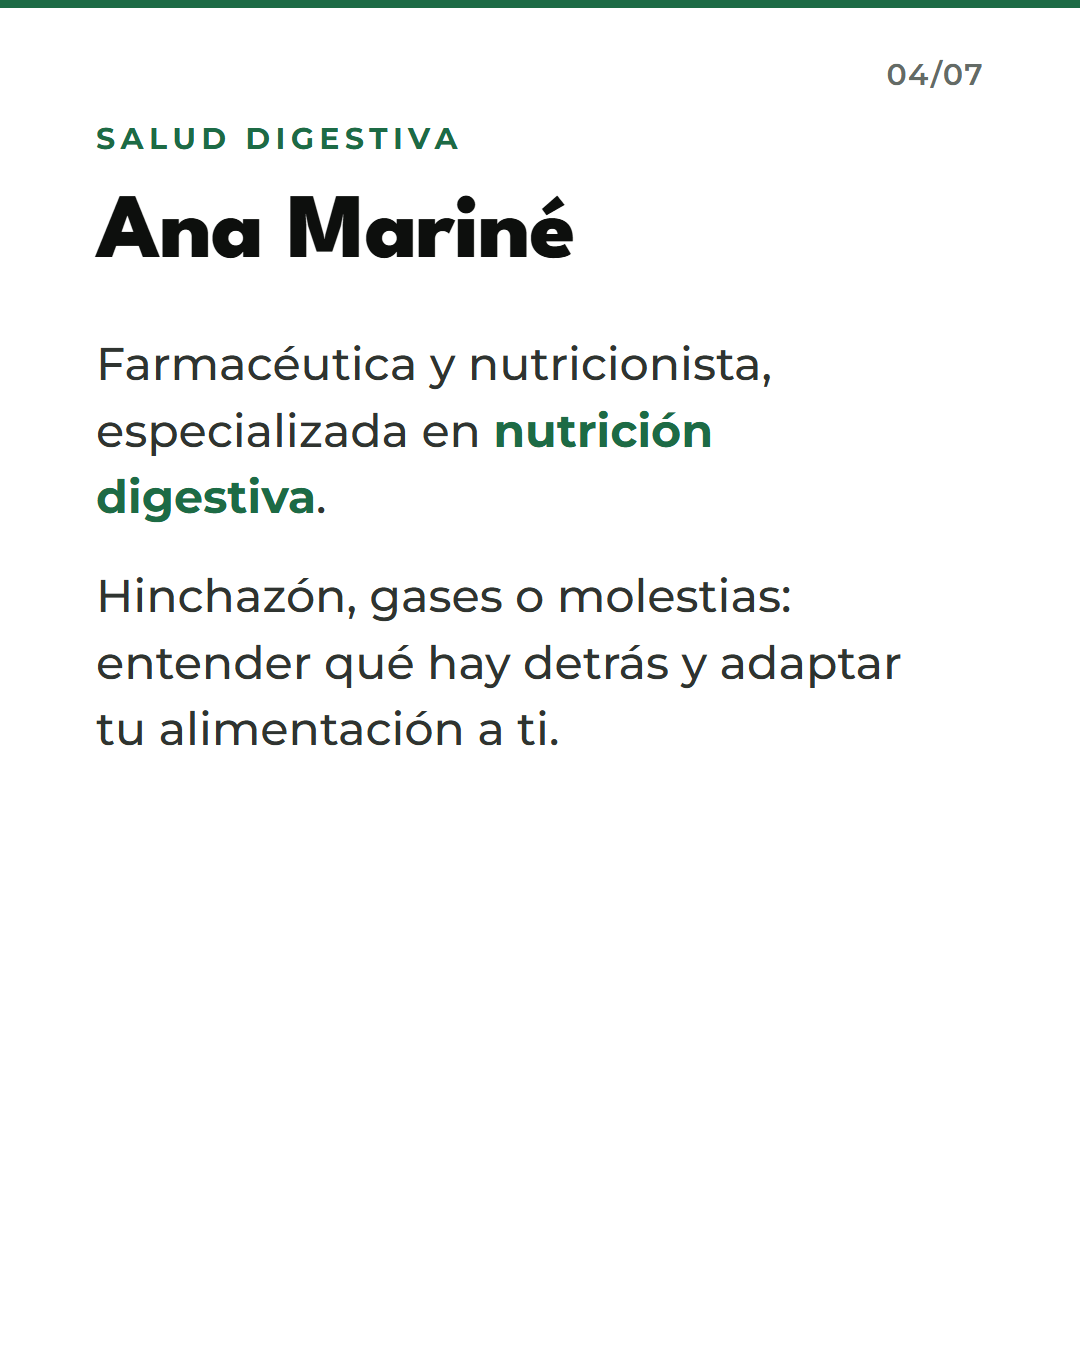 04/07
SALUD DIGESTIVA
Ana Mariné
Farmacéutica y nutricionista,
especializada en nutrición
digestiva.
Hinchazón, gases o molestias:
entender qué hay detrás y adaptar
tu alimentación a ti.